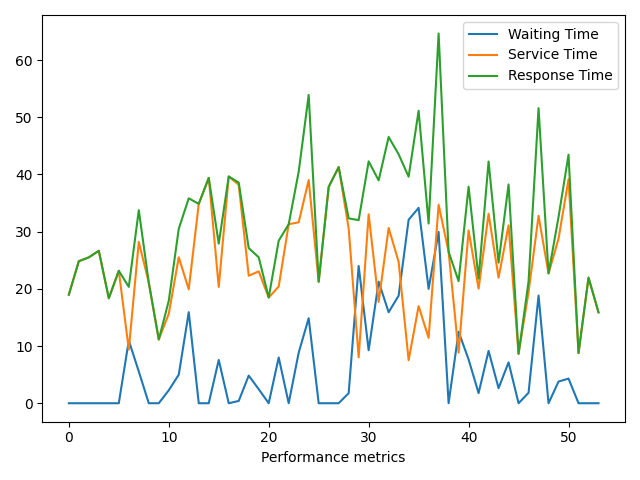 Waiting Time
Service Time
Response Time
60
50
40
30
20
10
0
0 10 20 30 40 50
Performance metrics